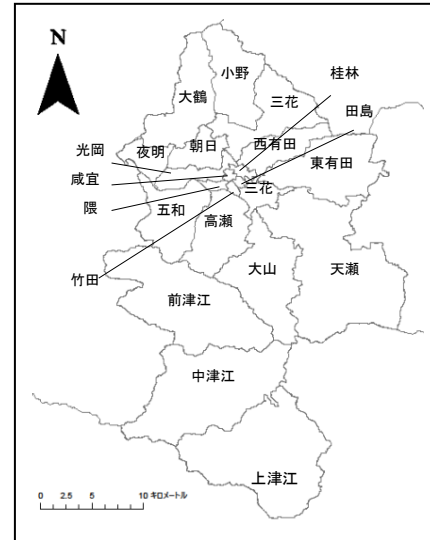 N
小野
桂林
大鶴
三花
田島
光岡
夜明
朝日
西有田
東有田
咸宜
三花
隈
五和
高瀬
竹田
大山
天瀬
前津江
中津江
上津江
0 2.5 5 10 キロメートル